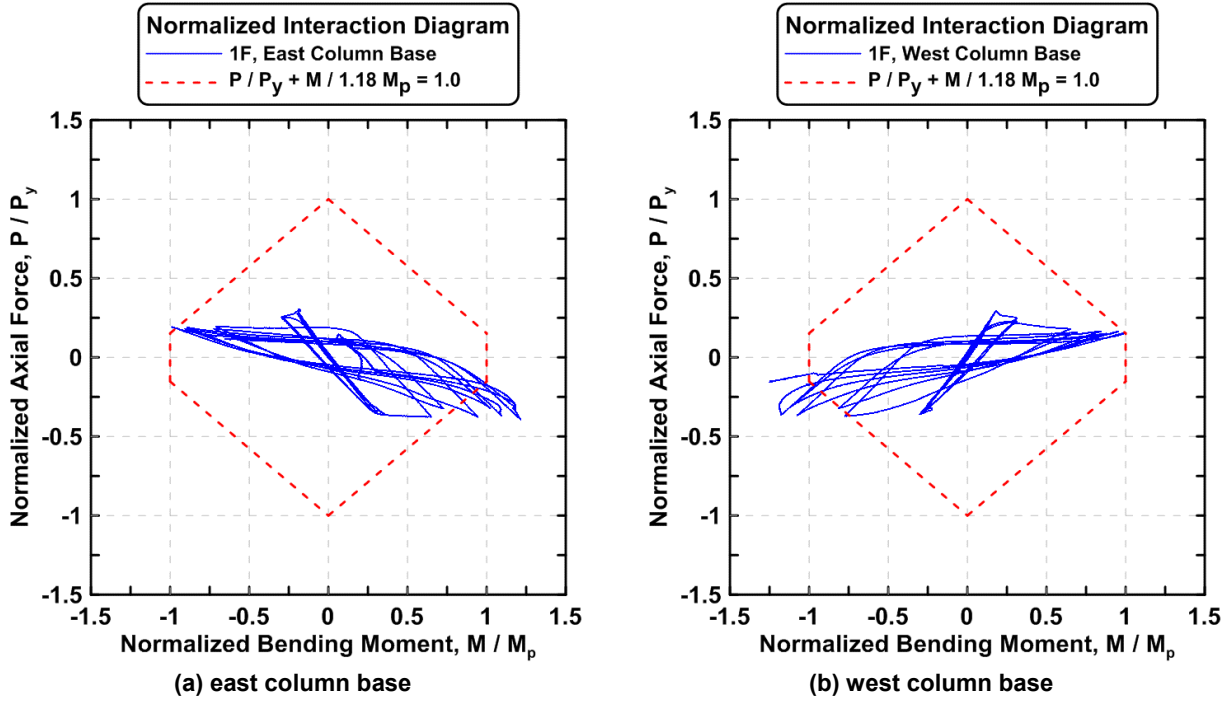 Normalized Interaction Diagram
1F, East Column Base
P / Py + M / 1.18 Mp = 1.0
1.5
1
0.5
0
-0.5
-1
-1.5
Normalized Axial Force, P / Py
-1.5 -1 -0.5 0 0.5 1 1.5
Normalized Bending Moment, M / Mp
(a) east column base
Normalized Interaction Diagram
1F, West Column Base
P / Py + M / 1.18 Mp = 1.0
1.5
1
0.5
0
-0.5
-1
-1.5
Normalized Axial Force, P / Py
-1.5 -1 -0.5 0 0.5 1 1.5
Normalized Bending Moment, M / Mp
(b) west column base